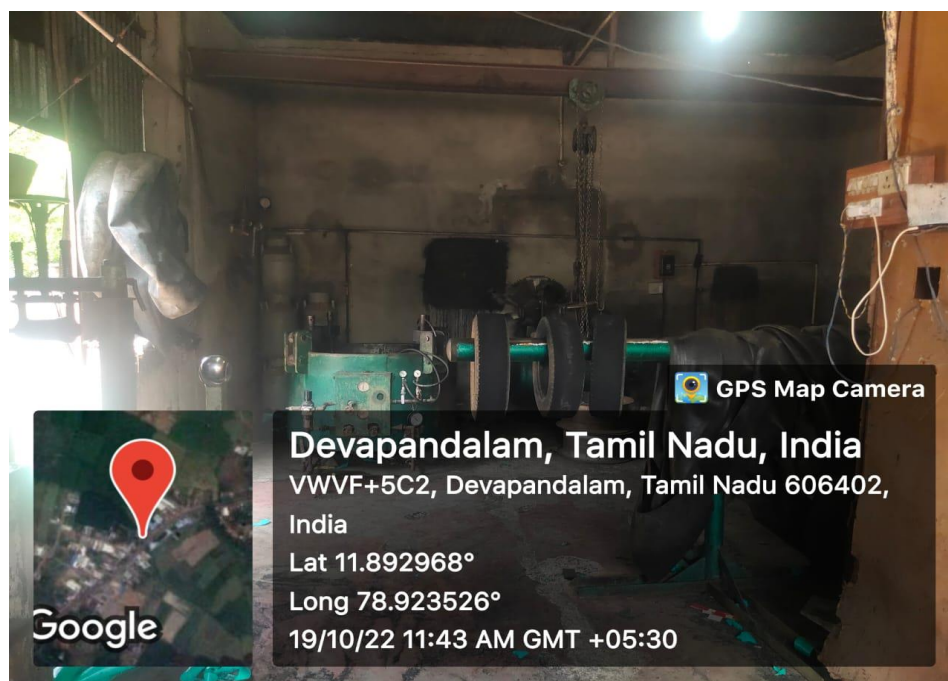 GPS Map Camera
Devapandalam, Tamil Nadu, India
VWVF+5C2, Devapandalam, Tamil Nadu 606402,
India
Lat 11.892968°
Long 78.923526°
19/10/22 11:43 AM GMT +05:30
Google